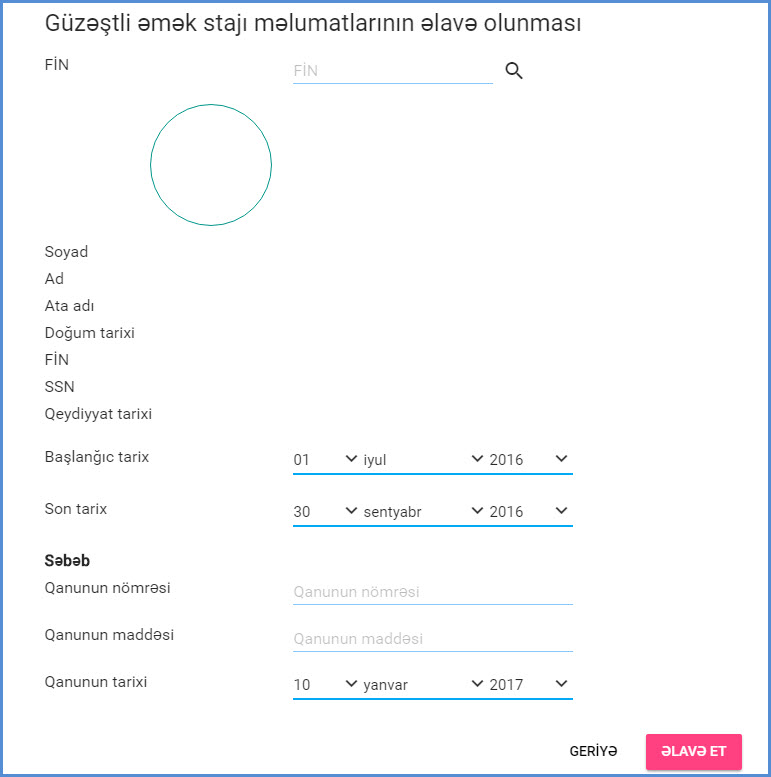 Güzəştli əmək stajı məlumatlarının əlavə olunması
FİN FİN
Soyad
Ad
Ata adı
Doğum tarixi
FİN
SSN
Qeydiyyat tarixi
Başlanğıc tarix 01 iyul 2016
Son tarix 30 sentyabr 2016
Səbəb
Qanunun nömrəsi Qanunun nömrəsi
Qanunun maddəsi Qanunun maddəsi
Qanunun tarixi 10 yanvar 2017
GERİYƏ ƏLAVƏ ET